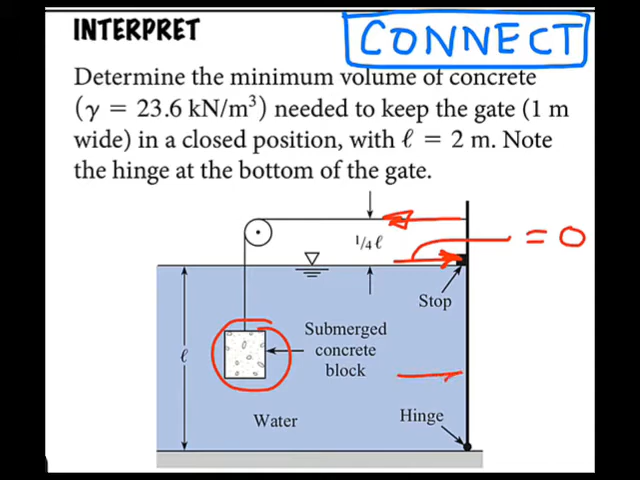 INTERPRET
CONNECT
Determine the minimum volume of concrete
(γ = 23.6 kN/m³) needed to keep the gate (1 m
wide) in a closed position, with ℓ = 2 m. Note
the hinge at the bottom of the gate.
1/4 ℓ
= 0
Stop
Submerged
concrete
block
ℓ
Water
Hinge